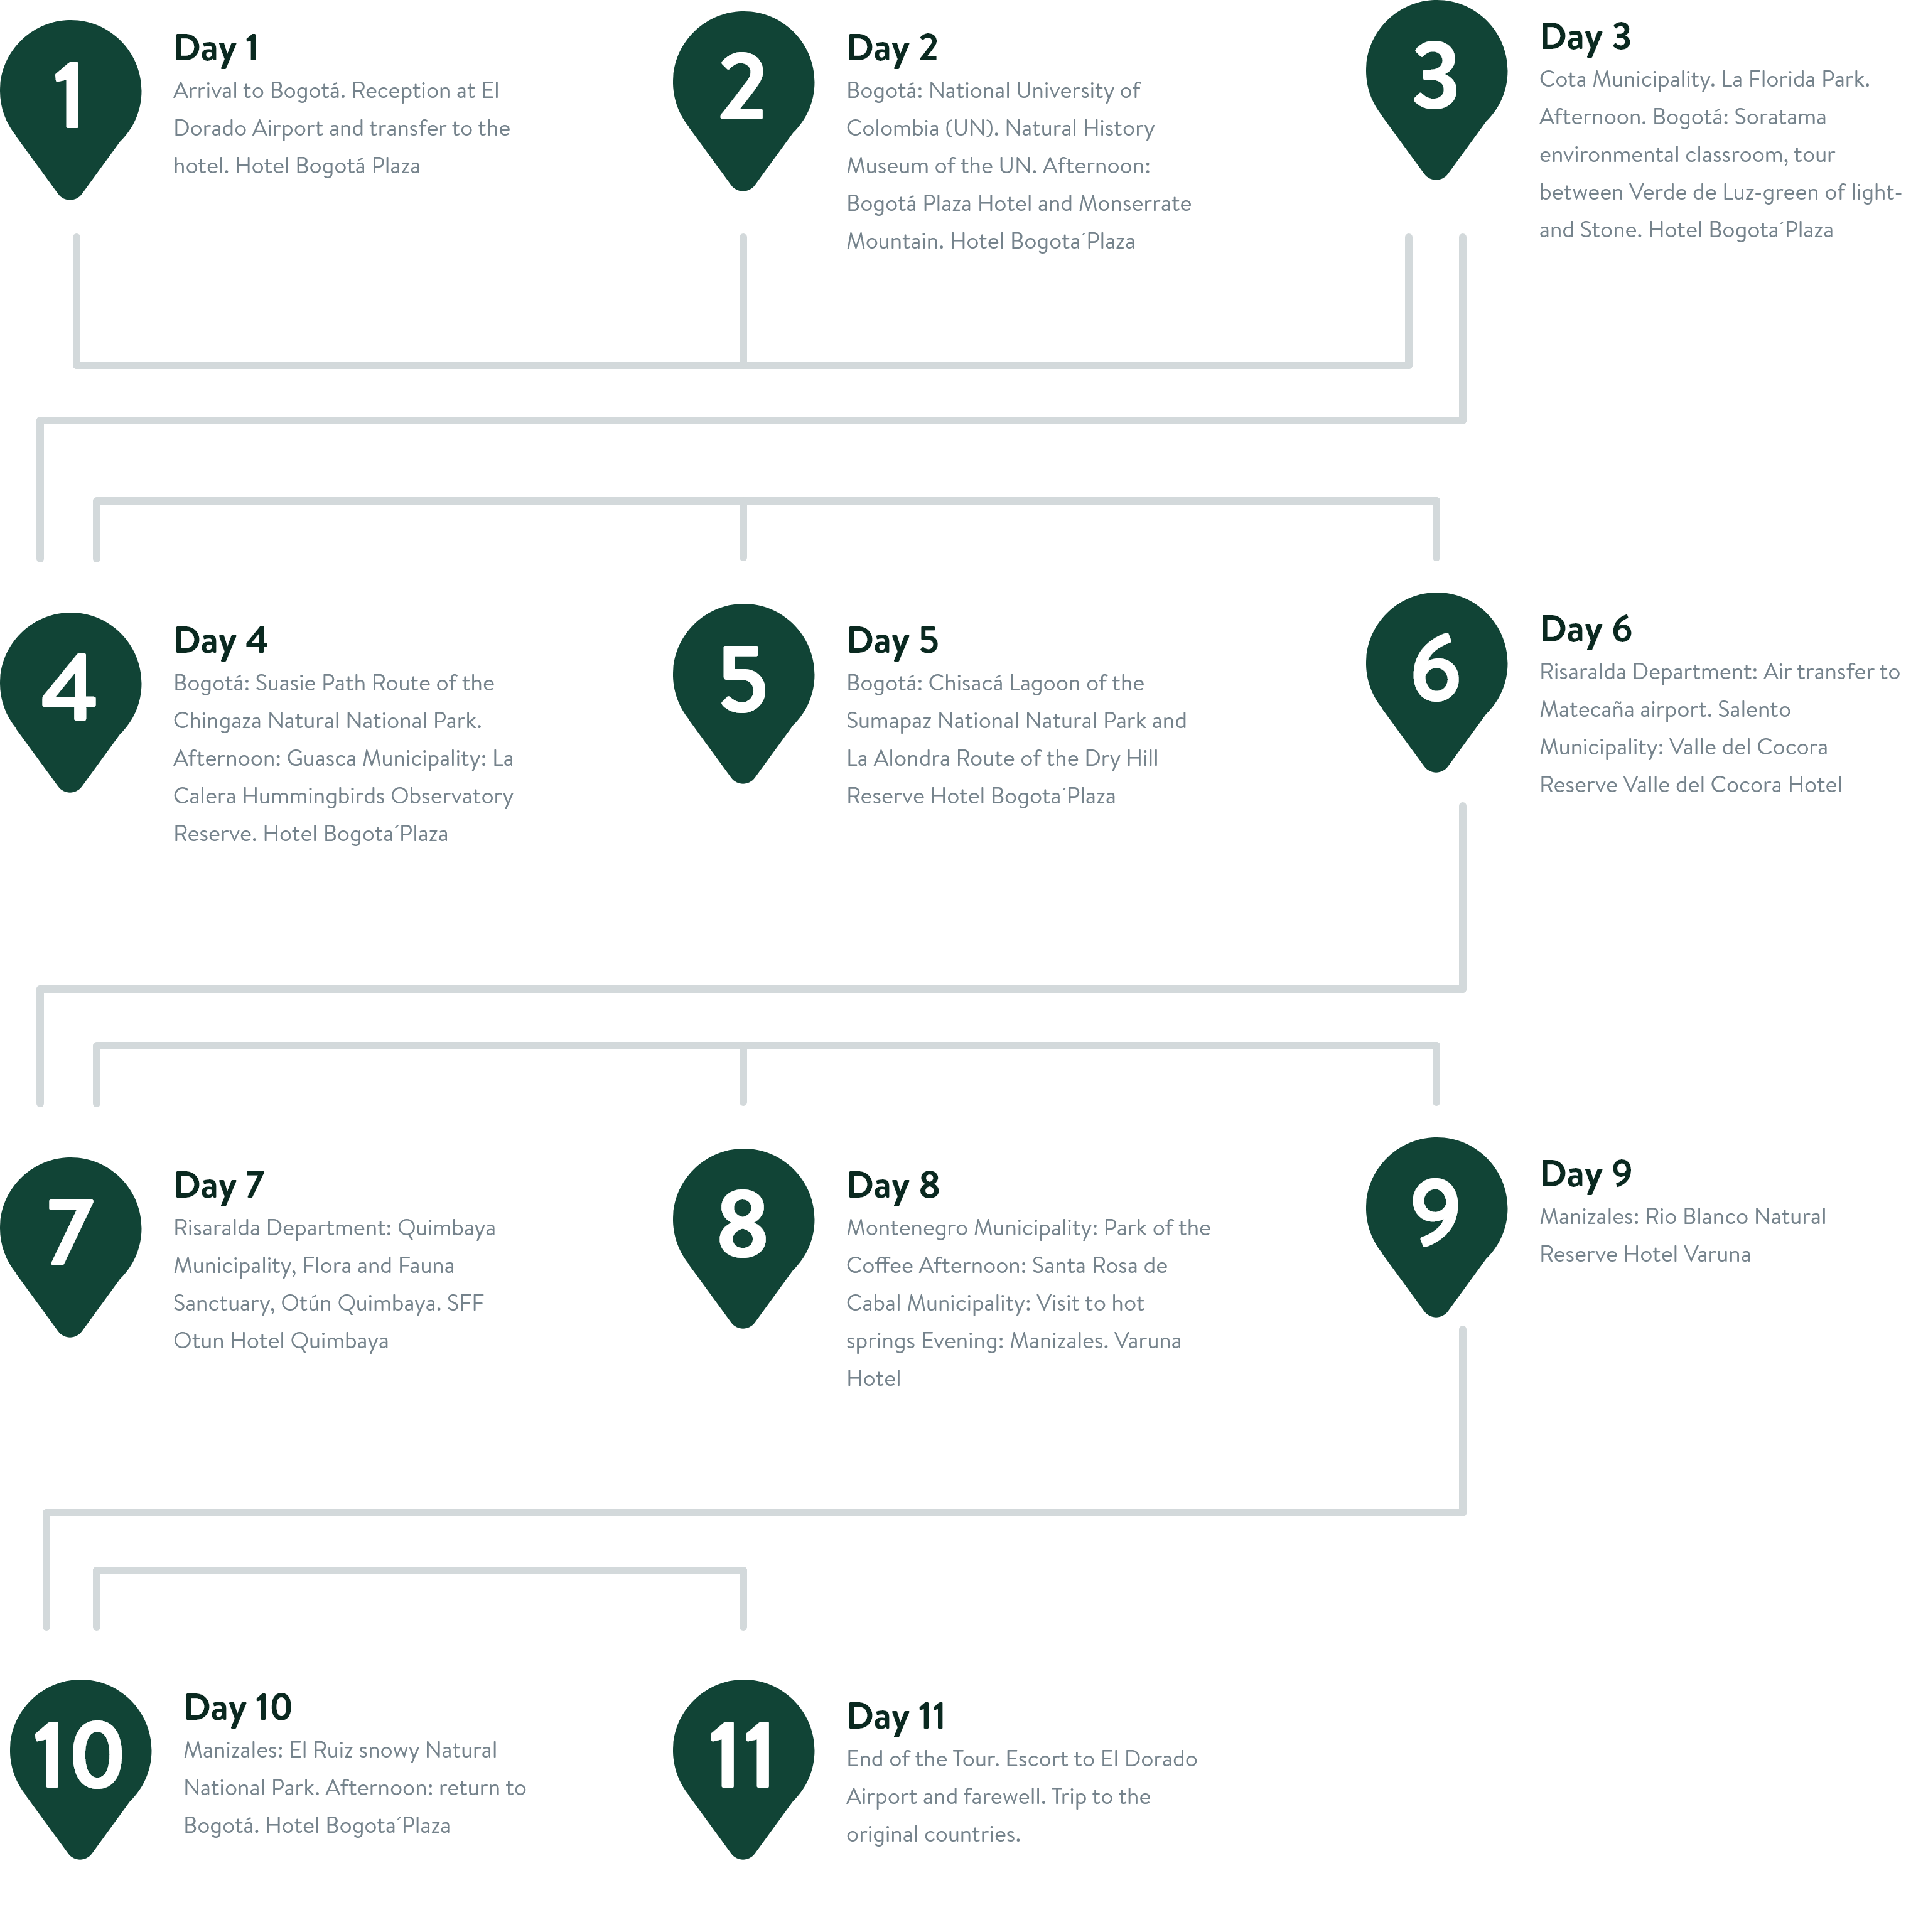 1
Day 1
Arrival to Bogotá. Reception at El
Dorado Airport and transfer to the
hotel. Hotel Bogotá Plaza
2
Day 2
Bogotá: National University of
Colombia (UN). Natural History
Museum of the UN. Afternoon:
Bogotá Plaza Hotel and Monserrate
Mountain. Hotel Bogota´Plaza
3
Day 3
Cota Municipality. La Florida Park.
Afternoon. Bogotá: Soratama
environmental classroom, tour
between Verde de Luz-green of light-
and Stone. Hotel Bogota´Plaza
4
Day 4
Bogotá: Suasie Path Route of the
Chingaza Natural National Park.
Afternoon: Guasca Municipality: La
Calera Hummingbirds Observatory
Reserve. Hotel Bogota´Plaza
5
Day 5
Bogotá: Chisacá Lagoon of the
Sumapaz National Natural Park and
La Alondra Route of the Dry Hill
Reserve Hotel Bogota´Plaza
6
Day 6
Risaralda Department: Air transfer to
Matecaña airport. Salento
Municipality: Valle del Cocora
Reserve Valle del Cocora Hotel
7
Day 7
Risaralda Department: Quimbaya
Municipality, Flora and Fauna
Sanctuary, Otún Quimbaya. SFF
Otun Hotel Quimbaya
8
Day 8
Montenegro Municipality: Park of the
Coffee Afternoon: Santa Rosa de
Cabal Municipality: Visit to hot
springs Evening: Manizales. Varuna
Hotel
9
Day 9
Manizales: Rio Blanco Natural
Reserve Hotel Varuna
10
Day 10
Manizales: El Ruiz snowy Natural
National Park. Afternoon: return to
Bogotá. Hotel Bogota´Plaza
11
Day 11
End of the Tour. Escort to El Dorado
Airport and farewell. Trip to the
original countries.